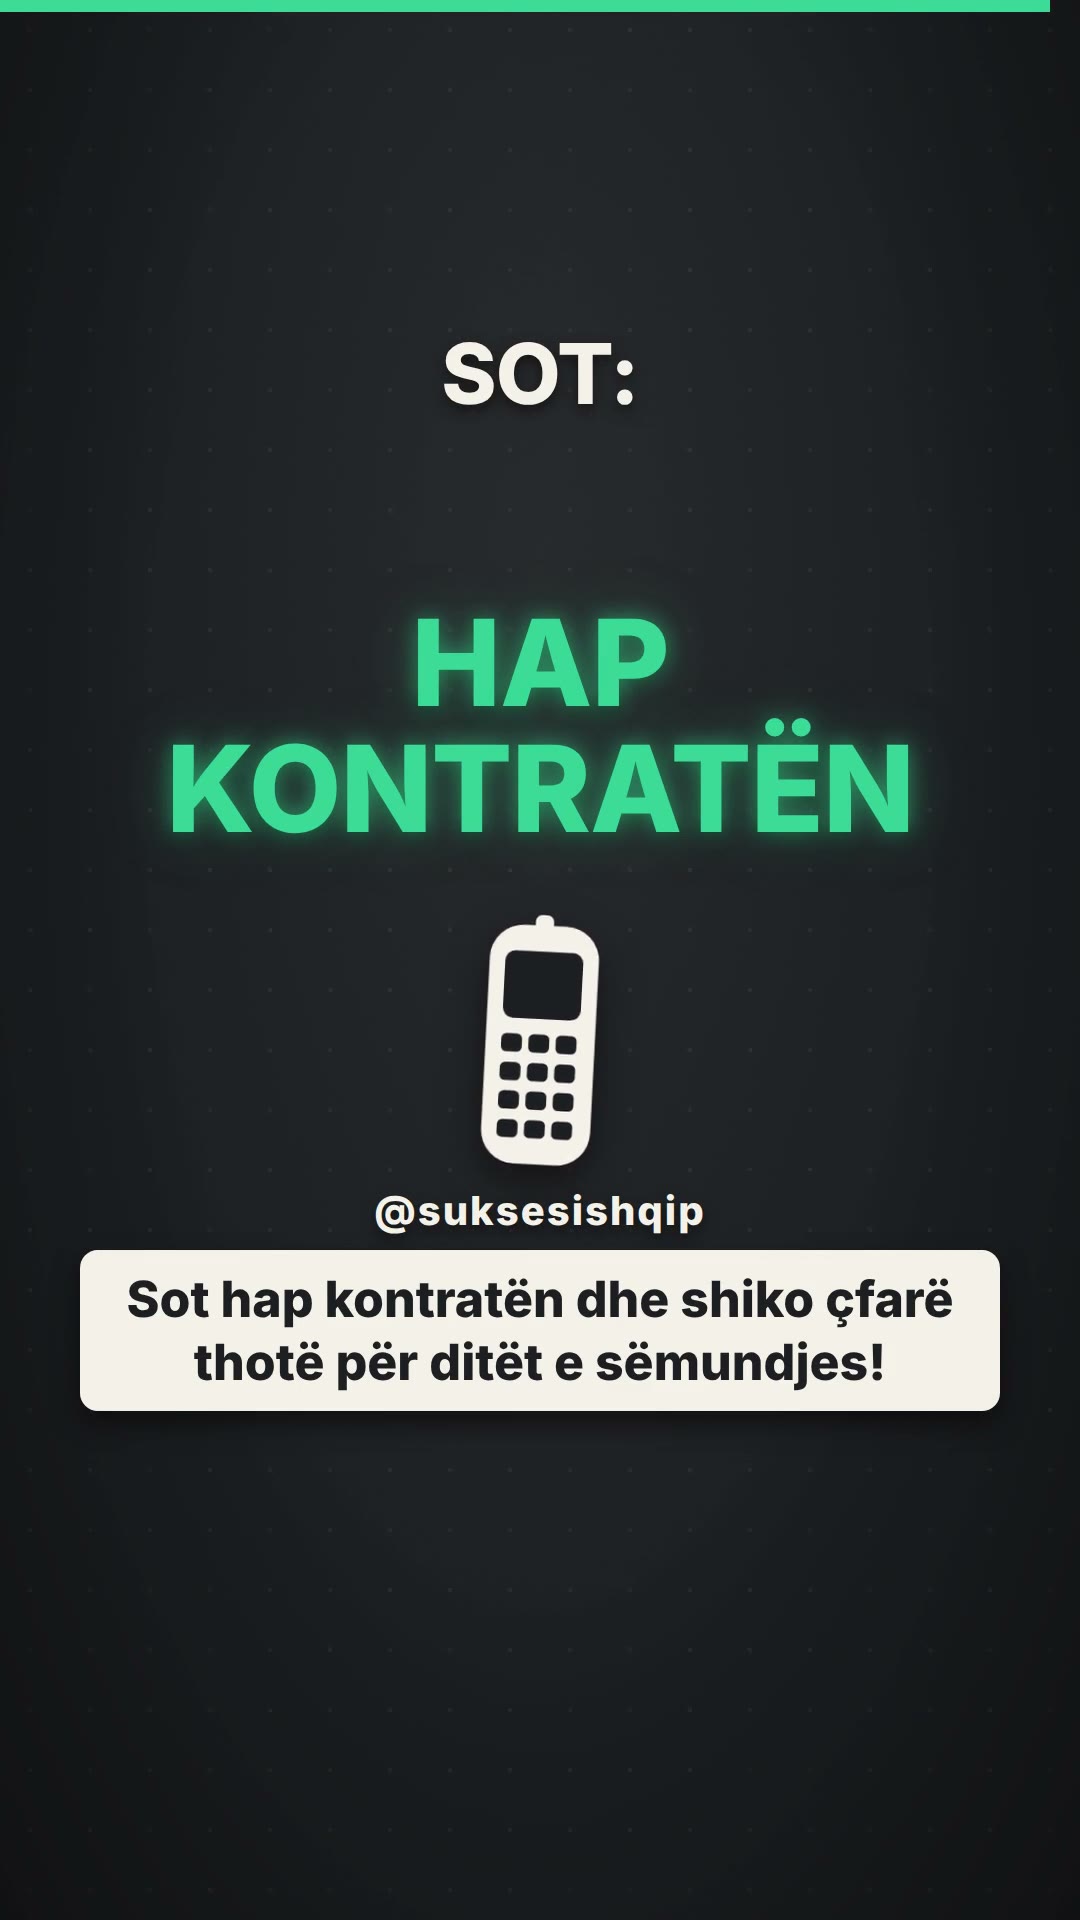 SOT:
HAP
KONTRATËN
@suksesishqip
Sot hap kontratën dhe shiko çfarë
thotë për ditët e sëmundjes!